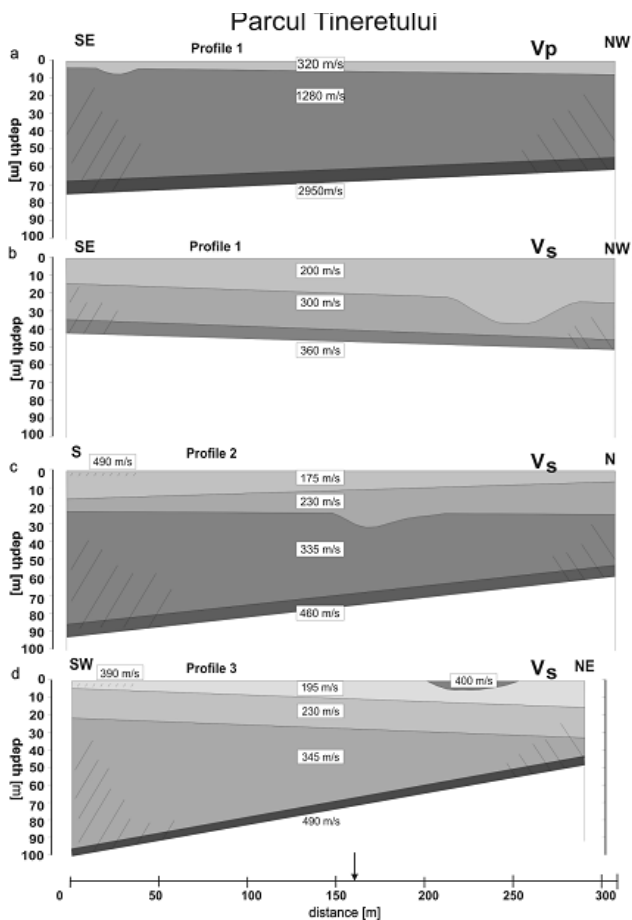 Parcul Tineretului
a SE Profile 1 Vp NW
0
10
20
30
40
50
60
70
80
90
100
depth [m]
320 m/s
1280m/s
2950m/s
b SE Profile 1 Vs NW
0
10
20
30
40
50
60
70
80
90
100
depth [m]
200 m/s
300 m/s
360 m/s
c S Profile 2 Vs N
490 m/s
0
10
20
30
40
50
60
70
80
90
100
depth [m]
175 m/s
230 m/s
335 m/s
460 m/s
d SW Profile 3 Vs NE
390 m/s
0
10
20
30
40
50
60
70
80
90
100
depth [m]
195 m/s
400 m/s
230 m/s
345 m/s
490 m/s
0 50 100 150 200 250 300
distance [m]